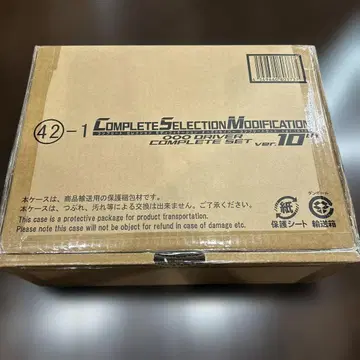 ㊷-1
COMPLETE SELECTION MODIFICATION
OOO DRIVER
COMPLETE SET ver.10th
本ケースは、商品輸送用の保護箱包材です。
本ケースは、つぶれ、汚れ等による交換は出来ません。ご了承ください。
This case is a protective package for product transportation.
Please note this case will not be object for refund in case of damage etc.
紙
保護シート
ダンボール
輸送箱